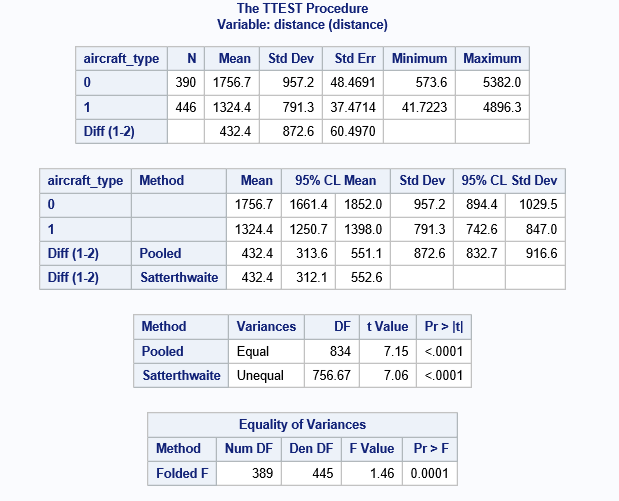 The TTEST Procedure
Variable: distance (distance)
aircraft_type N Mean Std Dev Std Err Minimum Maximum
0 390 1756.7 957.2 48.4691 573.6 5382.0
1 446 1324.4 791.3 37.4714 41.7223 4896.3
Diff (1-2) 432.4 872.6 60.4970
aircraft_type Method Mean 95% CL Mean Std Dev 95% CL Std Dev
0 1756.7 1661.4 1852.0 957.2 894.4 1029.5
1 1324.4 1250.7 1398.0 791.3 742.6 847.0
Diff (1-2) Pooled 432.4 313.6 551.1 872.6 832.7 916.6
Diff (1-2) Satterthwaite 432.4 312.1 552.6
Method Variances DF t Value Pr > |t|
Pooled Equal 834 7.15 <.0001
Satterthwaite Unequal 756.67 7.06 <.0001
Equality of Variances
Method Num DF Den DF F Value Pr > F
Folded F 389 445 1.46 0.0001